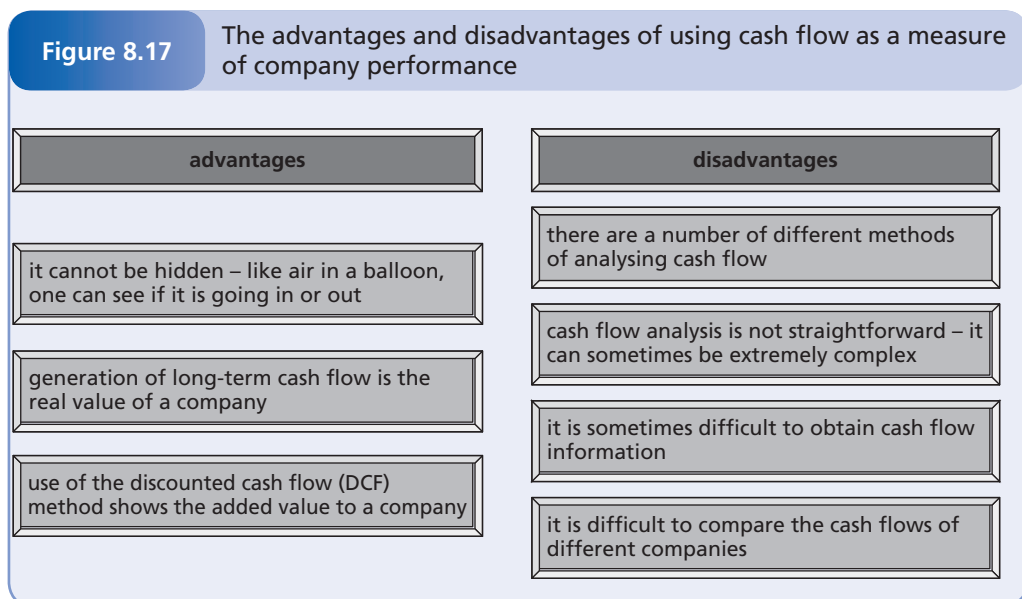 Figure 8.17
The advantages and disadvantages of using cash flow as a measure
of company performance
advantages
it cannot be hidden – like air in a balloon,
one can see if it is going in or out
generation of long-term cash flow is the
real value of a company
use of the discounted cash flow (DCF)
method shows the added value to a company
disadvantages
there are a number of different methods
of analysing cash flow
cash flow analysis is not straightforward – it
can sometimes be extremely complex
it is sometimes difficult to obtain cash flow
information
it is difficult to compare the cash flows of
different companies